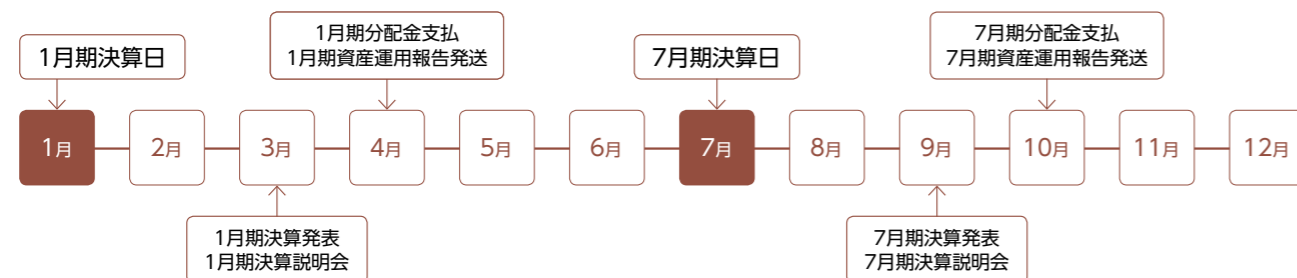 1月期決算日
1月期分配金支払
1月期資産運用報告発送
7月期決算日
7月期分配金支払
7月期資産運用報告発送
1月
2月
3月
4月
5月
6月
7月
8月
9月
10月
11月
12月
1月期決算発表
1月期決算説明会
7月期決算発表
7月期決算説明会